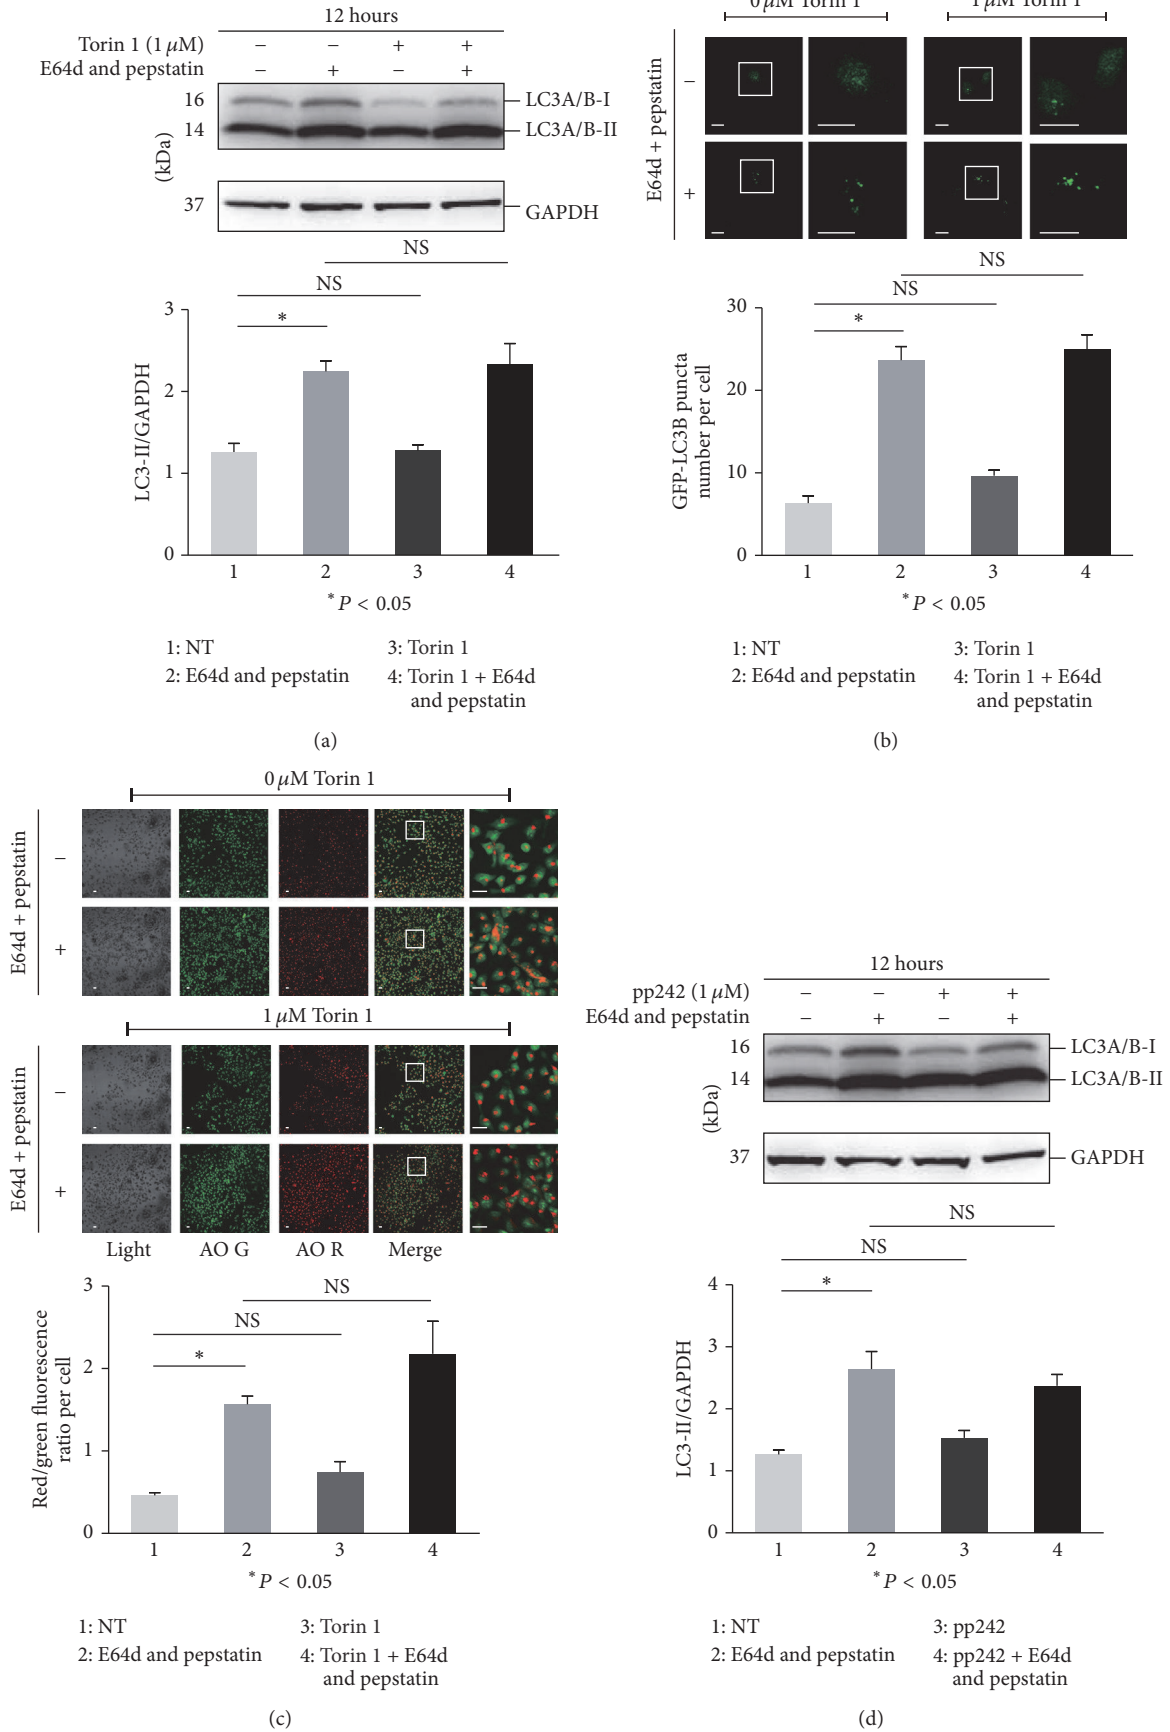 12 hours
Torin 1 (1 μM) − − + +
E64d and pepstatin − + − +
16
LC3A/B-I
14
LC3A/B-II
(kDa)
37
GAPDH
NS
NS
*
3
2
1
0
LC3-II/GAPDH
1 2 3 4
* P < 0.05
1: NT
2: E64d and pepstatin
3: Torin 1
4: Torin 1 + E64d
and pepstatin
(a)
0 μM Torin 1
1 μM Torin 1
E64d + pepstatin
−
+
NS
NS
*
30
20
10
0
GFP-LC3B puncta
number per cell
1 2 3 4
* P < 0.05
1: NT
2: E64d and pepstatin
3: Torin 1
4: Torin 1 + E64d
and pepstatin
(b)
0 μM Torin 1
E64d + pepstatin
−
+
1 μM Torin 1
E64d + pepstatin
−
+
Light AO G AO R Merge
NS
NS
*
3
2
1
0
Red/green fluorescence
ratio per cell
1 2 3 4
* P < 0.05
1: NT
2: E64d and pepstatin
3: Torin 1
4: Torin 1 + E64d
and pepstatin
(c)
12 hours
pp242 (1 μM) − − + +
E64d and pepstatin − + − +
16
LC3A/B-I
14
LC3A/B-II
(kDa)
37
GAPDH
NS
NS
*
4
3
2
1
0
LC3-II/GAPDH
1 2 3 4
* P < 0.05
1: NT
2: E64d and pepstatin
3: pp242
4: pp242 + E64d
and pepstatin
(d)